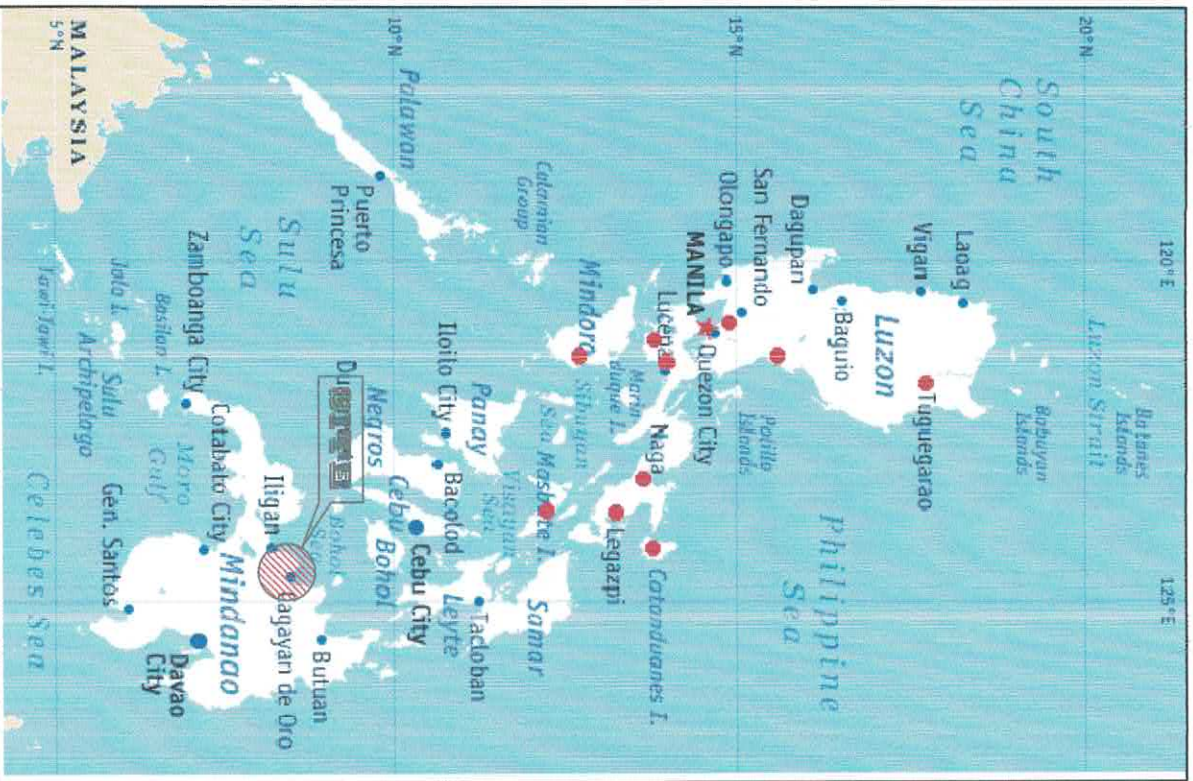 120°E
125°E
20°N
15°N
10°N
5°N
South
China
Sea
Luzon Strait
Batanes
Islands
Babuyan
Islands
Laoag
Vigan
Tuguegarao
Luzon
Baguio
Dagupan
San Fernando
Olongapo
MANILA
Quezon City
Polillo
Islands
Philippine
Sea
Lucena
Naga
Legazpi
Catanduanes I.
Mindoro
Sibuyan
Sea
Calamian
Group
Samar
Visayan
Sea
Panay
Tacloban
Leyte
Iloilo City
Bacolod
Cebu City
Palawan
Negros
Cebu
Bohol
Puerto
Princesa
Bohol
Sulu
Sea
Butuan
Cagayan de Oro
Iligan
Mindanao
Zamboanga City
Cotabato City
Davao
City
Moro
Gulf
Basilan I.
Gen. Santos
Jolo I.
Sulu
Archipelago
MALAYSIA
Tawi-Tawi I.
Celebes Sea